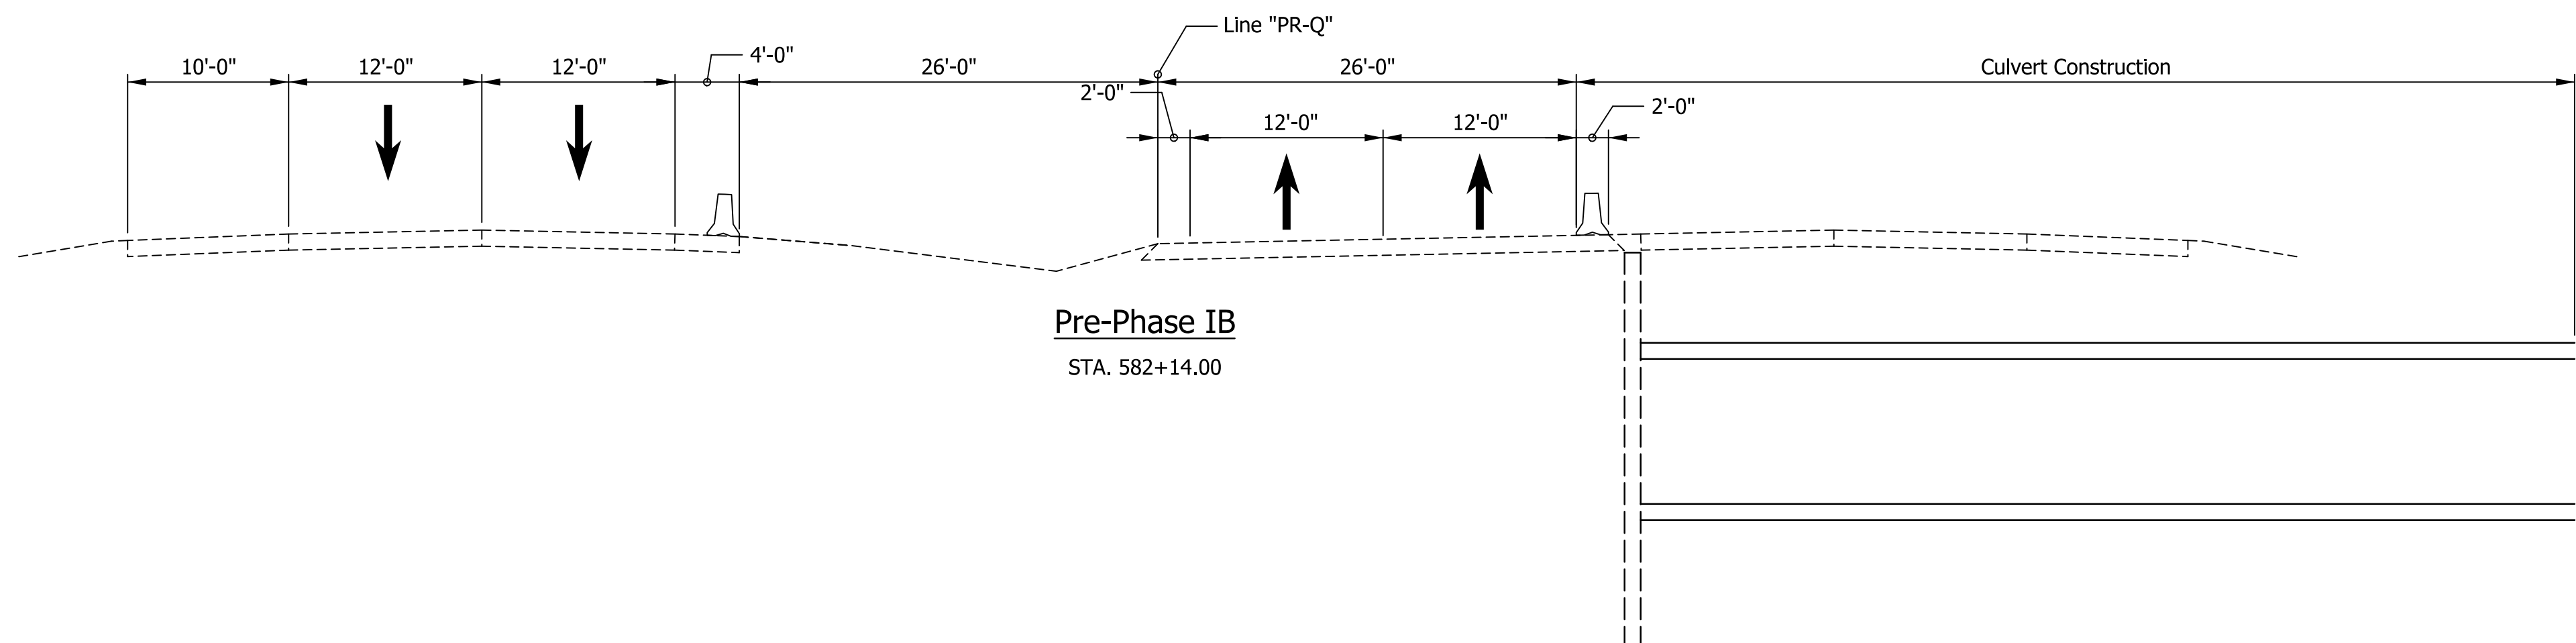 Line "PR-Q"
10'-0"
12'-0"
12'-0"
4'-0"
26'-0"
26'-0"
Culvert Construction
2'-0"
12'-0"
12'-0"
2'-0"
Pre-Phase IB
STA. 582+14.00